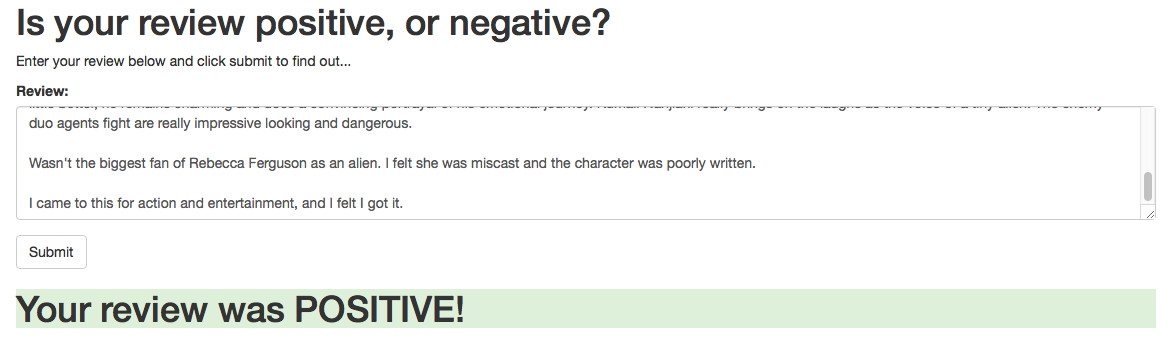 Is your review positive, or negative?
Enter your review below and click submit to find out...
Review:
duo agents fight are really impressive looking and dangerous.
Wasn't the biggest fan of Rebecca Ferguson as an alien. I felt she was miscast and the character was poorly written.
I came to this for action and entertainment, and I felt I got it.
Submit
Your review was POSITIVE!